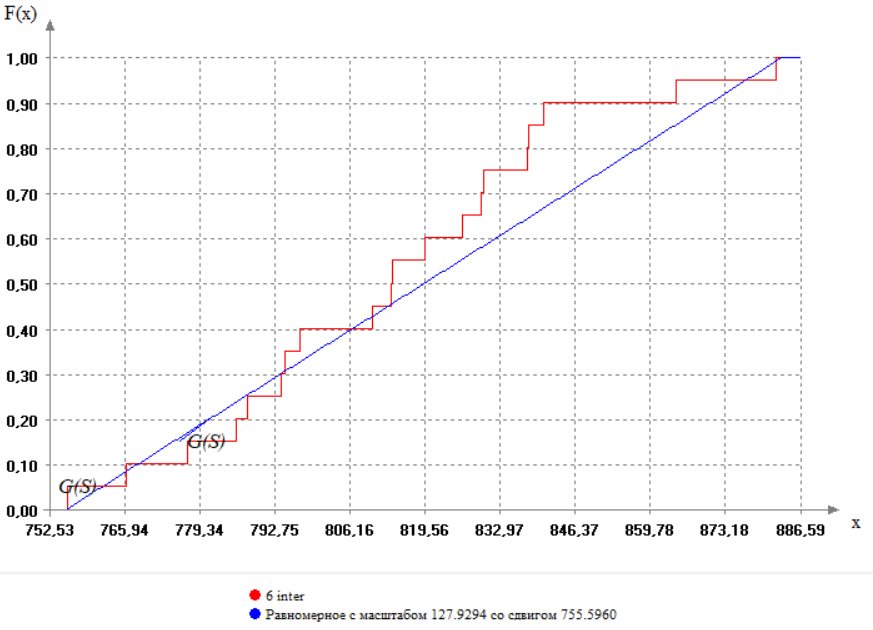 F(x)
1,00
0,90
0,80
0,70
0,60
0,50
0,40
0,30
0,20
G(S)
0,10
G(S)
0,00
752,53 765,94 779,34 792,75 806,16 819,56 832,97 846,37 859,78 873,18 886,59 x
6 inter
Равномерное с масштабом 127.9294 со сдвигом 755.5960